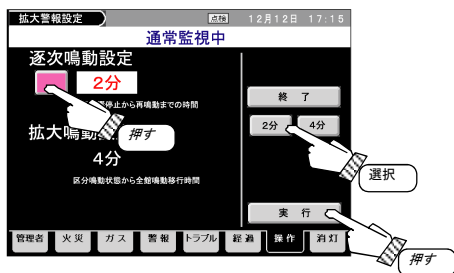 拡大警報設定 点検 12月12日 17:15
通常監視中
逐次鳴動設定
2分
停止から再鳴動までの時間
押す
拡大鳴動
4分
区分鳴動状態から全館鳴動移行時間
終了
2分 4分
選択
実行
管理者 火災 ガス 警報 トラブル 経過 操作 消灯
押す